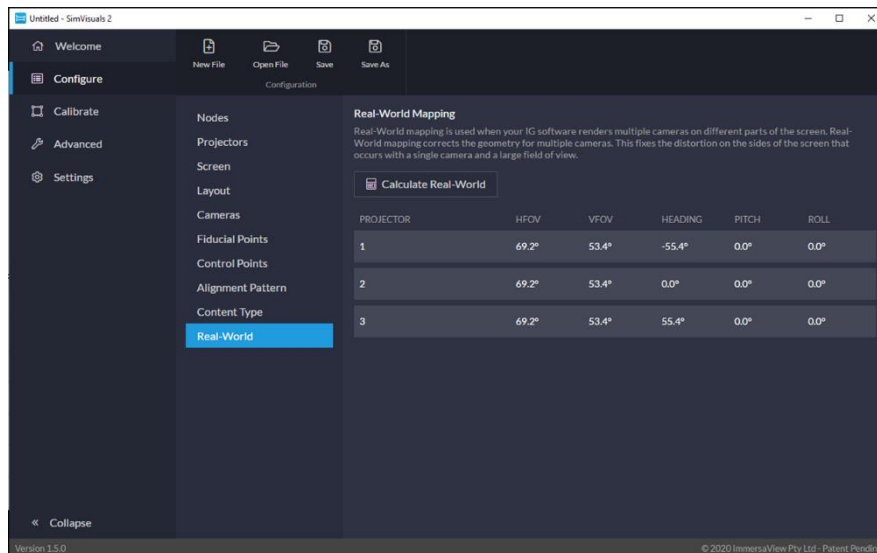 Untitled - SimVisuals 2
Welcome
Configure
Calibrate
Advanced
Settings
Collapse
New File
Open File
Save
Save As
Configuration
Nodes
Projectors
Screen
Layout
Cameras
Fiducial Points
Control Points
Alignment Pattern
Content Type
Real-World
Real-World Mapping
Real-World mapping is used when your IG software renders multiple cameras on different parts of the screen. Real-
World mapping corrects the geometry for multiple cameras. This fixes the distortion on the sides of the screen that
occurs with a single camera and a large field of view.
Calculate Real-World
PROJECTOR HFOV VFOV HEADING PITCH ROLL
1 69.2° 53.4° -55.4° 0.0° 0.0°
2 69.2° 53.4° 0.0° 0.0° 0.0°
3 69.2° 53.4° 55.4° 0.0° 0.0°
Version 1.5.0
© 2020 ImmersaView Pty Ltd - Patent Pendin